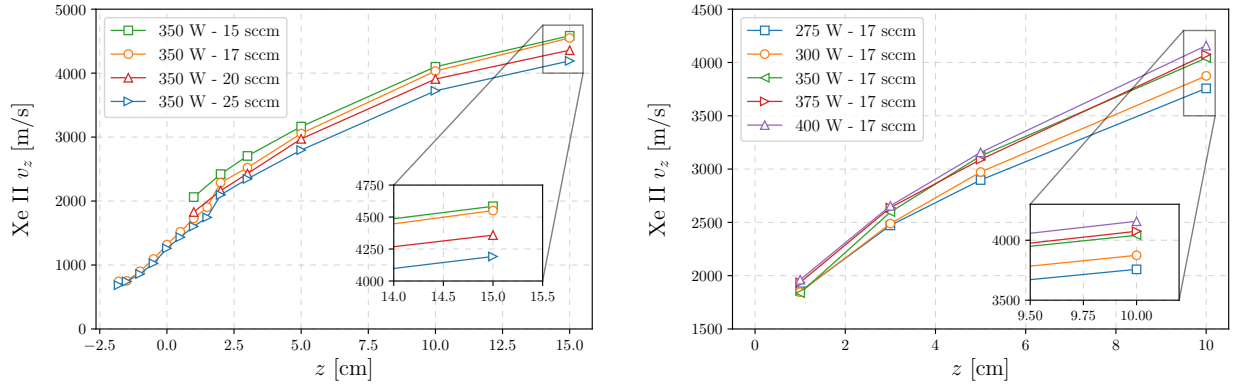 Xe II v_z [m/s]
5000
4000
3000
2000
1000
0
350 W - 15 sccm
350 W - 17 sccm
350 W - 20 sccm
350 W - 25 sccm
4750
4500
4250
4000
14.0 14.5 15.0 15.5
−2.5 0.0 2.5 5.0 7.5 10.0 12.5 15.0
z [cm]
Xe II v_z [m/s]
4500
4000
3500
3000
2500
2000
1500
275 W - 17 sccm
300 W - 17 sccm
350 W - 17 sccm
375 W - 17 sccm
400 W - 17 sccm
4000
3500
9.50 9.75 10.00
0 2 4 6 8 10
z [cm]